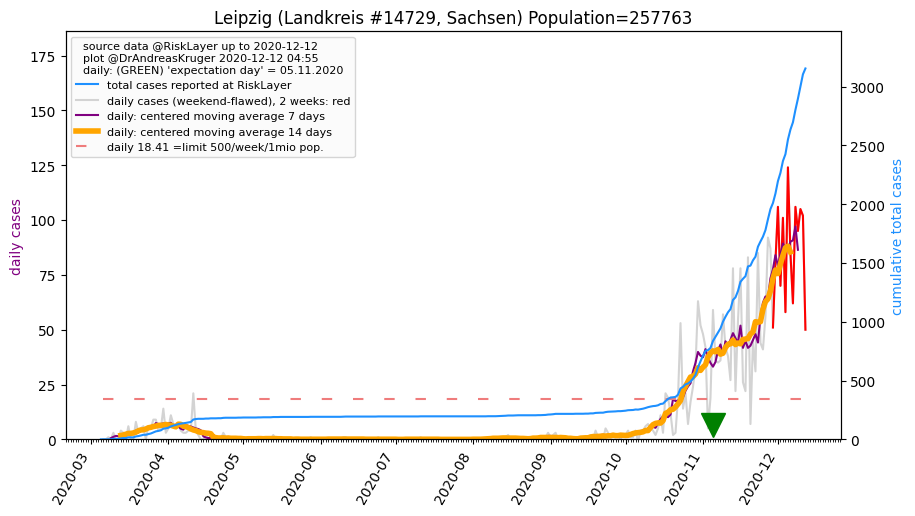 Leipzig (Landkreis #14729, Sachsen) Population=257763
source data @RiskLayer up to 2020-12-12
plot @DrAndreasKruger 2020-12-12 04:55
daily: (GREEN) 'expectation day' = 05.11.2020
total cases reported at RiskLayer
daily cases (weekend-flawed), 2 weeks: red
daily: centered moving average 7 days
daily: centered moving average 14 days
daily 18.41 =limit 500/week/1mio pop.
daily cases
175
150
125
100
75
50
25
0
cumulative total cases
3000
2500
2000
1500
1000
500
0
2020-03
2020-04
2020-05
2020-06
2020-07
2020-08
2020-09
2020-10
2020-11
2020-12